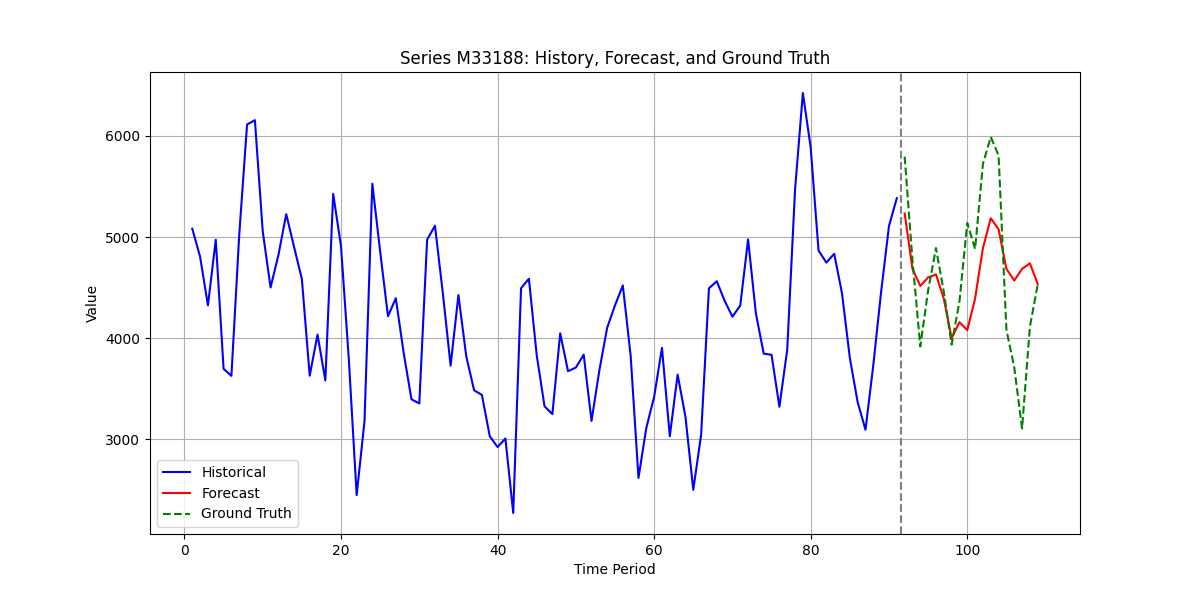 Series M33188: History, Forecast, and Ground Truth
Value
6000
5000
4000
3000
Historical
Forecast
Ground Truth
0 20 40 60 80 100
Time Period